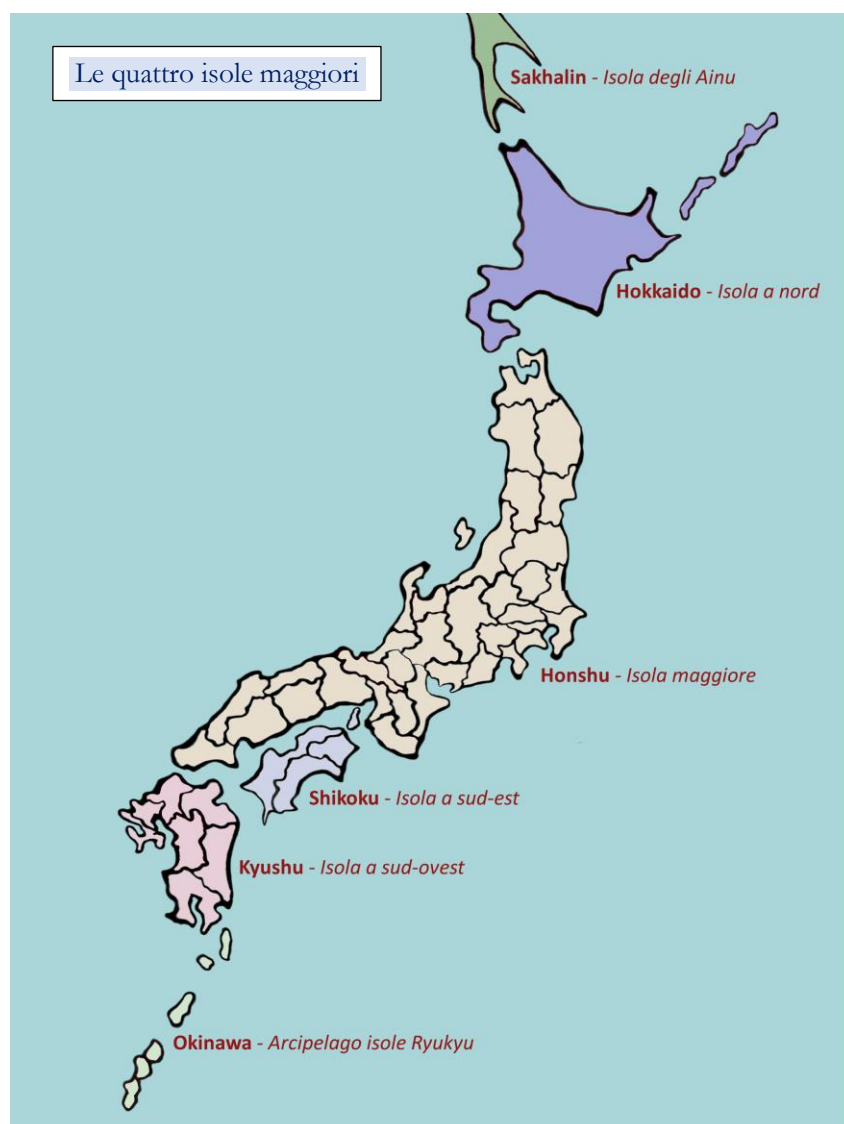 Le quattro isole maggiori
Sakhalin - Isola degli Ainu
Hokkaido - Isola a nord
Honshu - Isola maggiore
Shikoku - Isola a sud-est
Kyushu - Isola a sud-ovest
Okinawa - Arcipelago isole Ryukyu